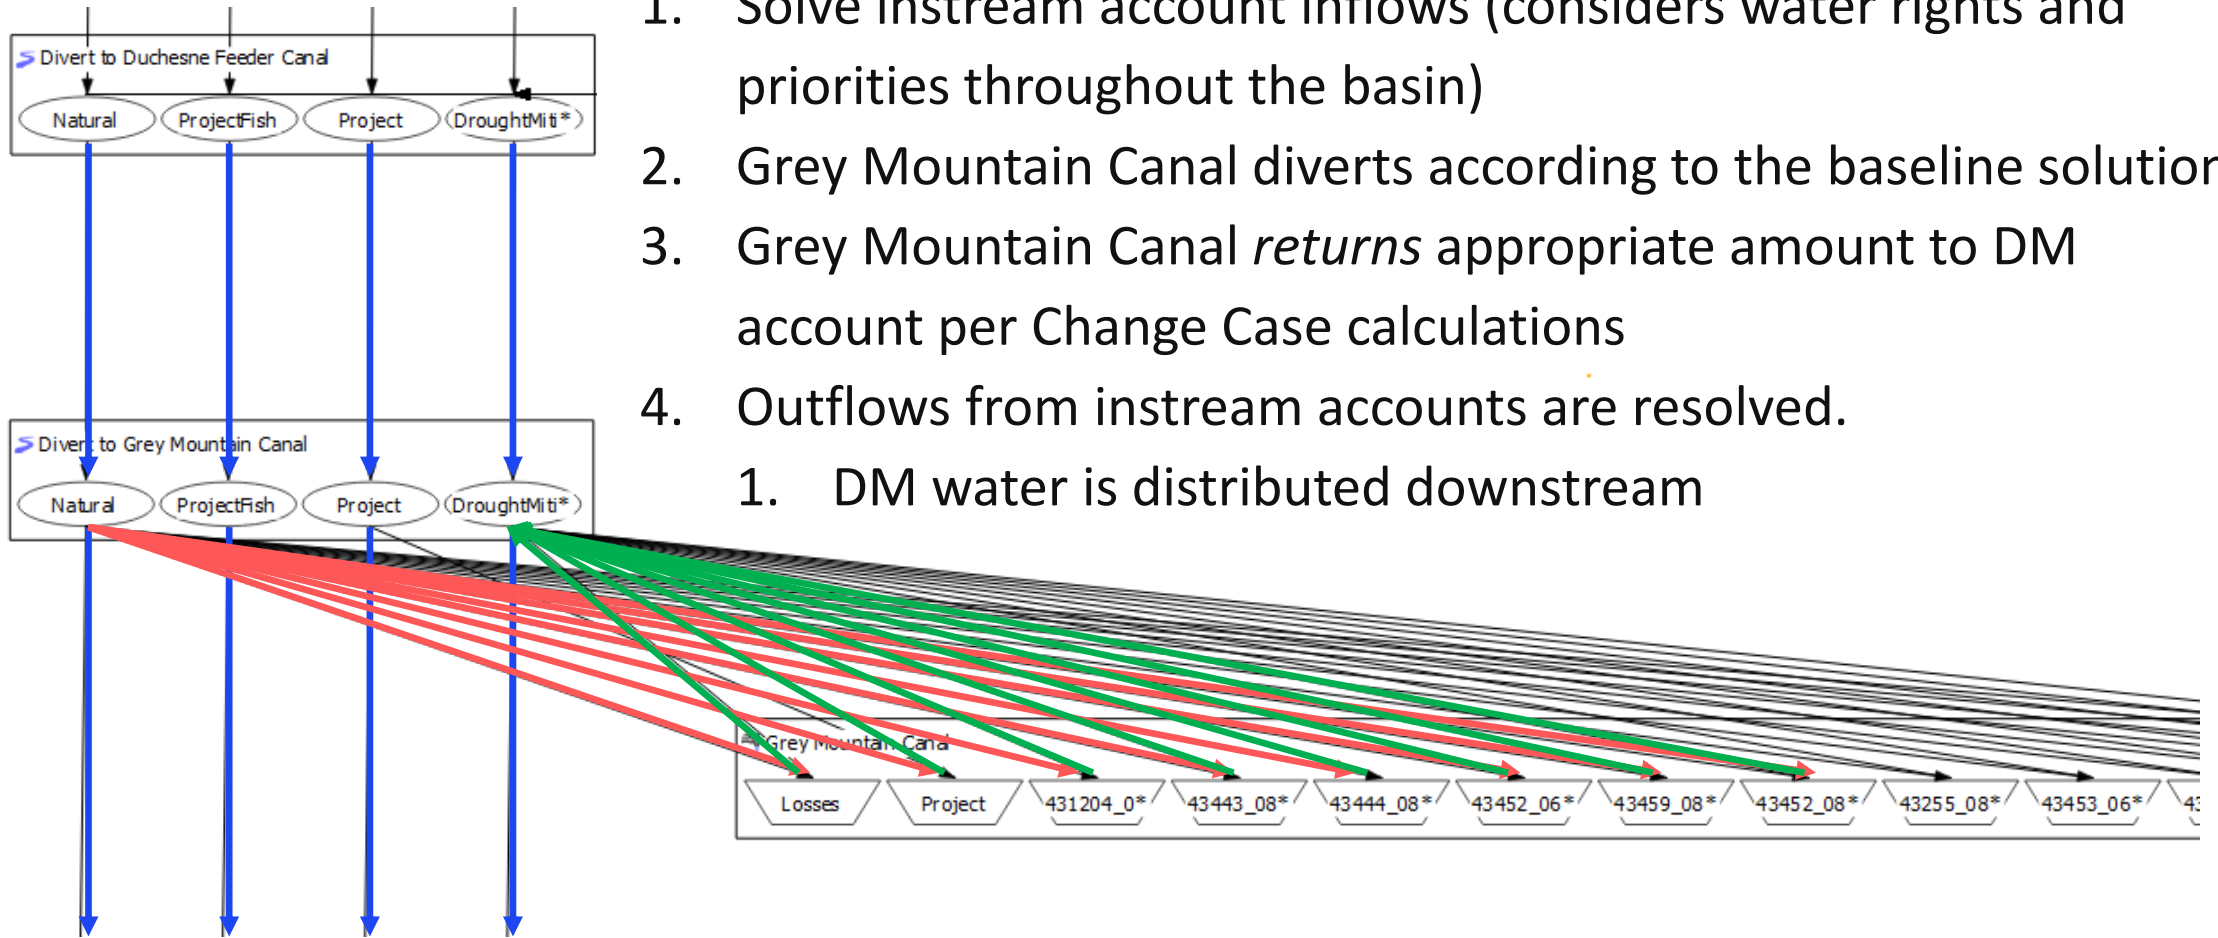 1. Solve instream account inflows (considers water rights and
priorities throughout the basin)
2. Grey Mountain Canal diverts according to the baseline solution
3. Grey Mountain Canal returns appropriate amount to DM
account per Change Case calculations
4. Outflows from instream accounts are resolved.
1. DM water is distributed downstream
Divert to Duchesne Feeder Canal
Natural ProjectFish Project DroughtMiti*
Divert to Grey Mountain Canal
Natural ProjectFish Project DroughtMiti*
Grey Mountain Canal
Losses Project 431204_0* 43443_08* 43444_08* 43452_06* 43459_08* 43452_08* 43255_08* 43453_06* 43